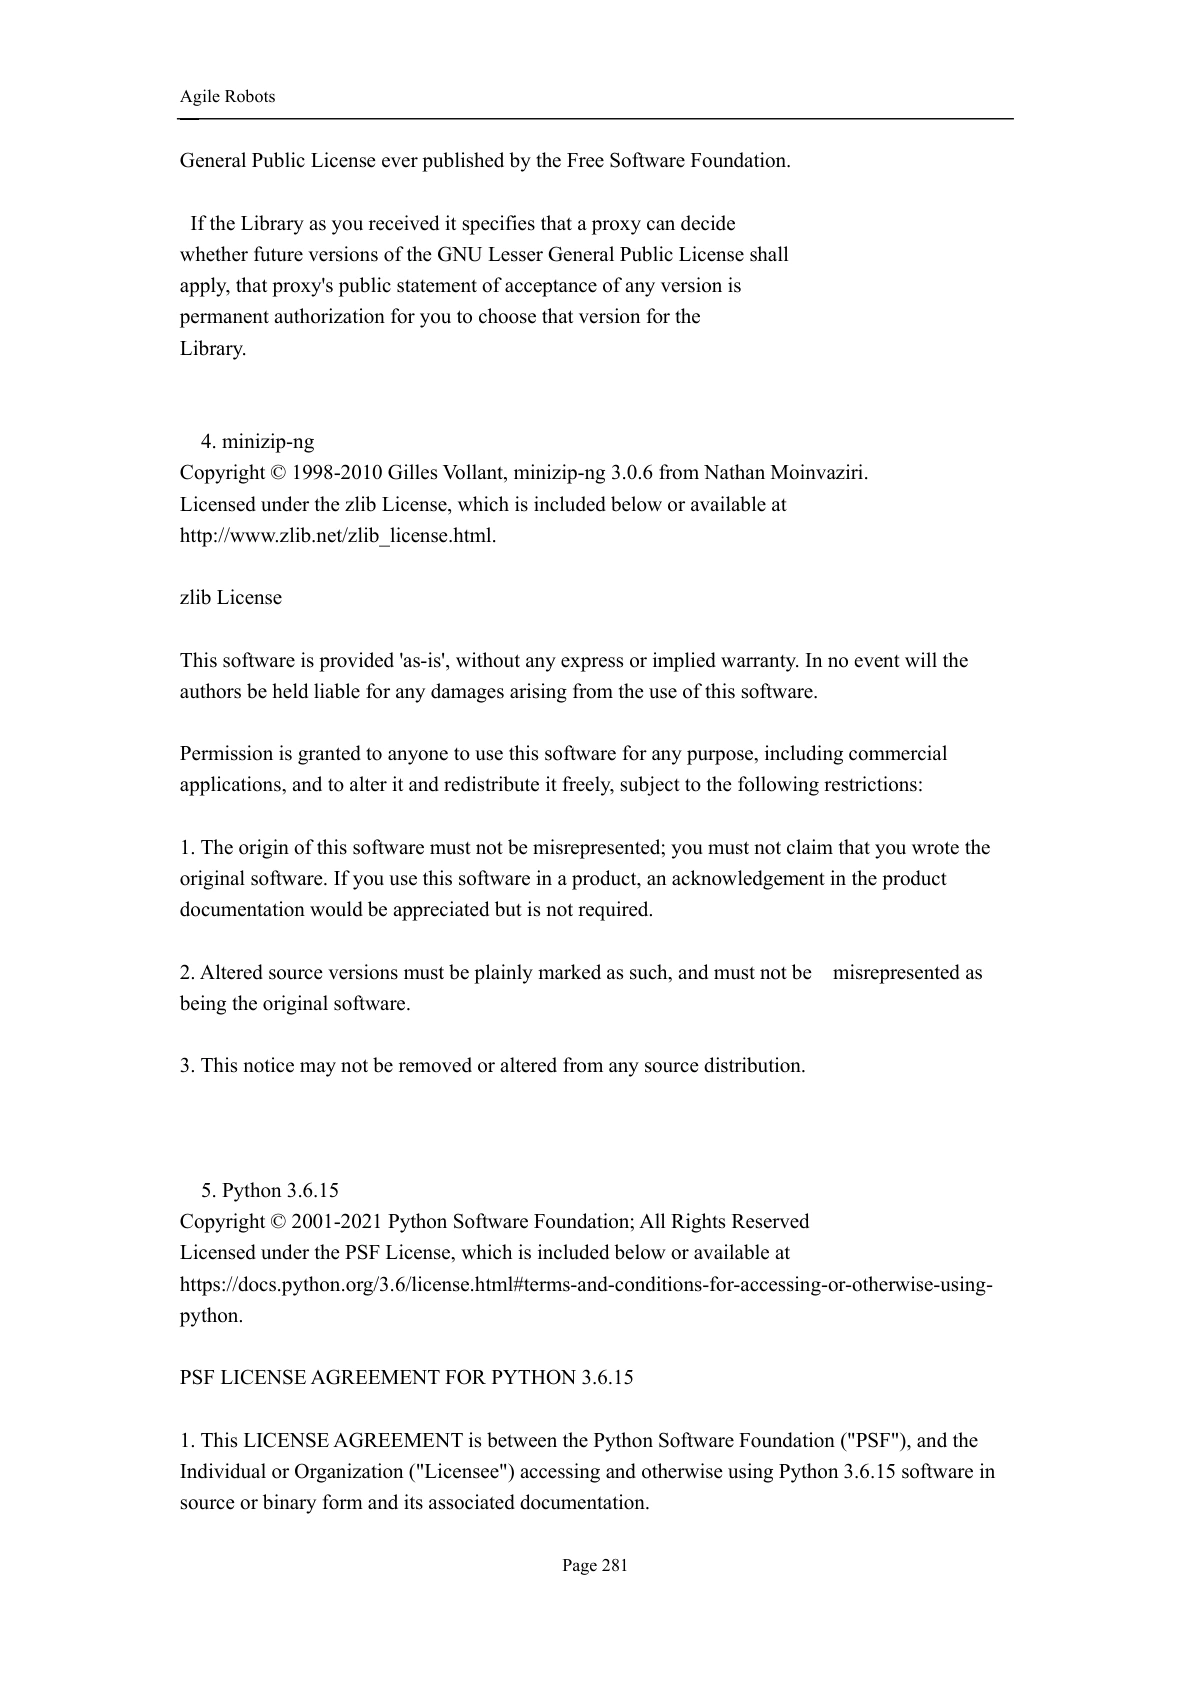 Agile Robots
General Public License ever published by the Free Software Foundation.
If the Library as you received it specifies that a proxy can decide
whether future versions of the GNU Lesser General Public License shall
apply, that proxy's public statement of acceptance of any version is
permanent authorization for you to choose that version for the
Library.
4. minizip-ng
Copyright © 1998-2010 Gilles Vollant, minizip-ng 3.0.6 from Nathan Moinvaziri.
Licensed under the zlib License, which is included below or available at
http://www.zlib.net/zlib_license.html.
zlib License
This software is provided 'as-is', without any express or implied warranty. In no event will the
authors be held liable for any damages arising from the use of this software.
Permission is granted to anyone to use this software for any purpose, including commercial
applications, and to alter it and redistribute it freely, subject to the following restrictions:
1. The origin of this software must not be misrepresented; you must not claim that you wrote the
original software. If you use this software in a product, an acknowledgement in the product
documentation would be appreciated but is not required.
2. Altered source versions must be plainly marked as such, and must not be misrepresented as
being the original software.
3. This notice may not be removed or altered from any source distribution.
5. Python 3.6.15
Copyright © 2001-2021 Python Software Foundation; All Rights Reserved
Licensed under the PSF License, which is included below or available at
https://docs.python.org/3.6/license.html#terms-and-conditions-for-accessing-or-otherwise-using-
python.
PSF LICENSE AGREEMENT FOR PYTHON 3.6.15
1. This LICENSE AGREEMENT is between the Python Software Foundation ("PSF"), and the
Individual or Organization ("Licensee") accessing and otherwise using Python 3.6.15 software in
source or binary form and its associated documentation.
Page 281